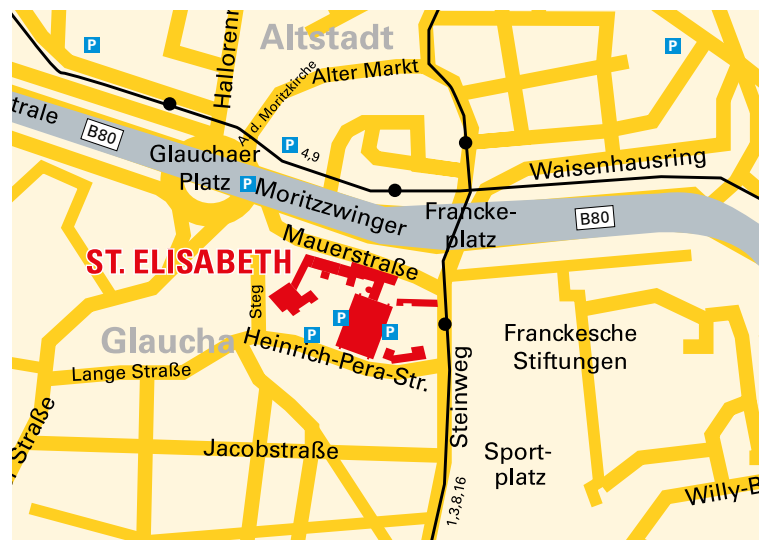 P
Altstadt
P
Hallorenr
Alter Markt
A. d. Moritzkirche
trale
B80
P
4,9
Glauchaer
Platz
P
Moritzzwinger
Waisenhausring
Francke-
platz
B80
Mauerstraße
ST. ELISABETH
Steg
P
P
P
Glaucha
Heinrich-Pera-Str.
Franckesche
Stiftungen
Lange Straße
Steinweg
Straße
Jacobstraße
Sport-
platz
1,3,8,16
Willy-B